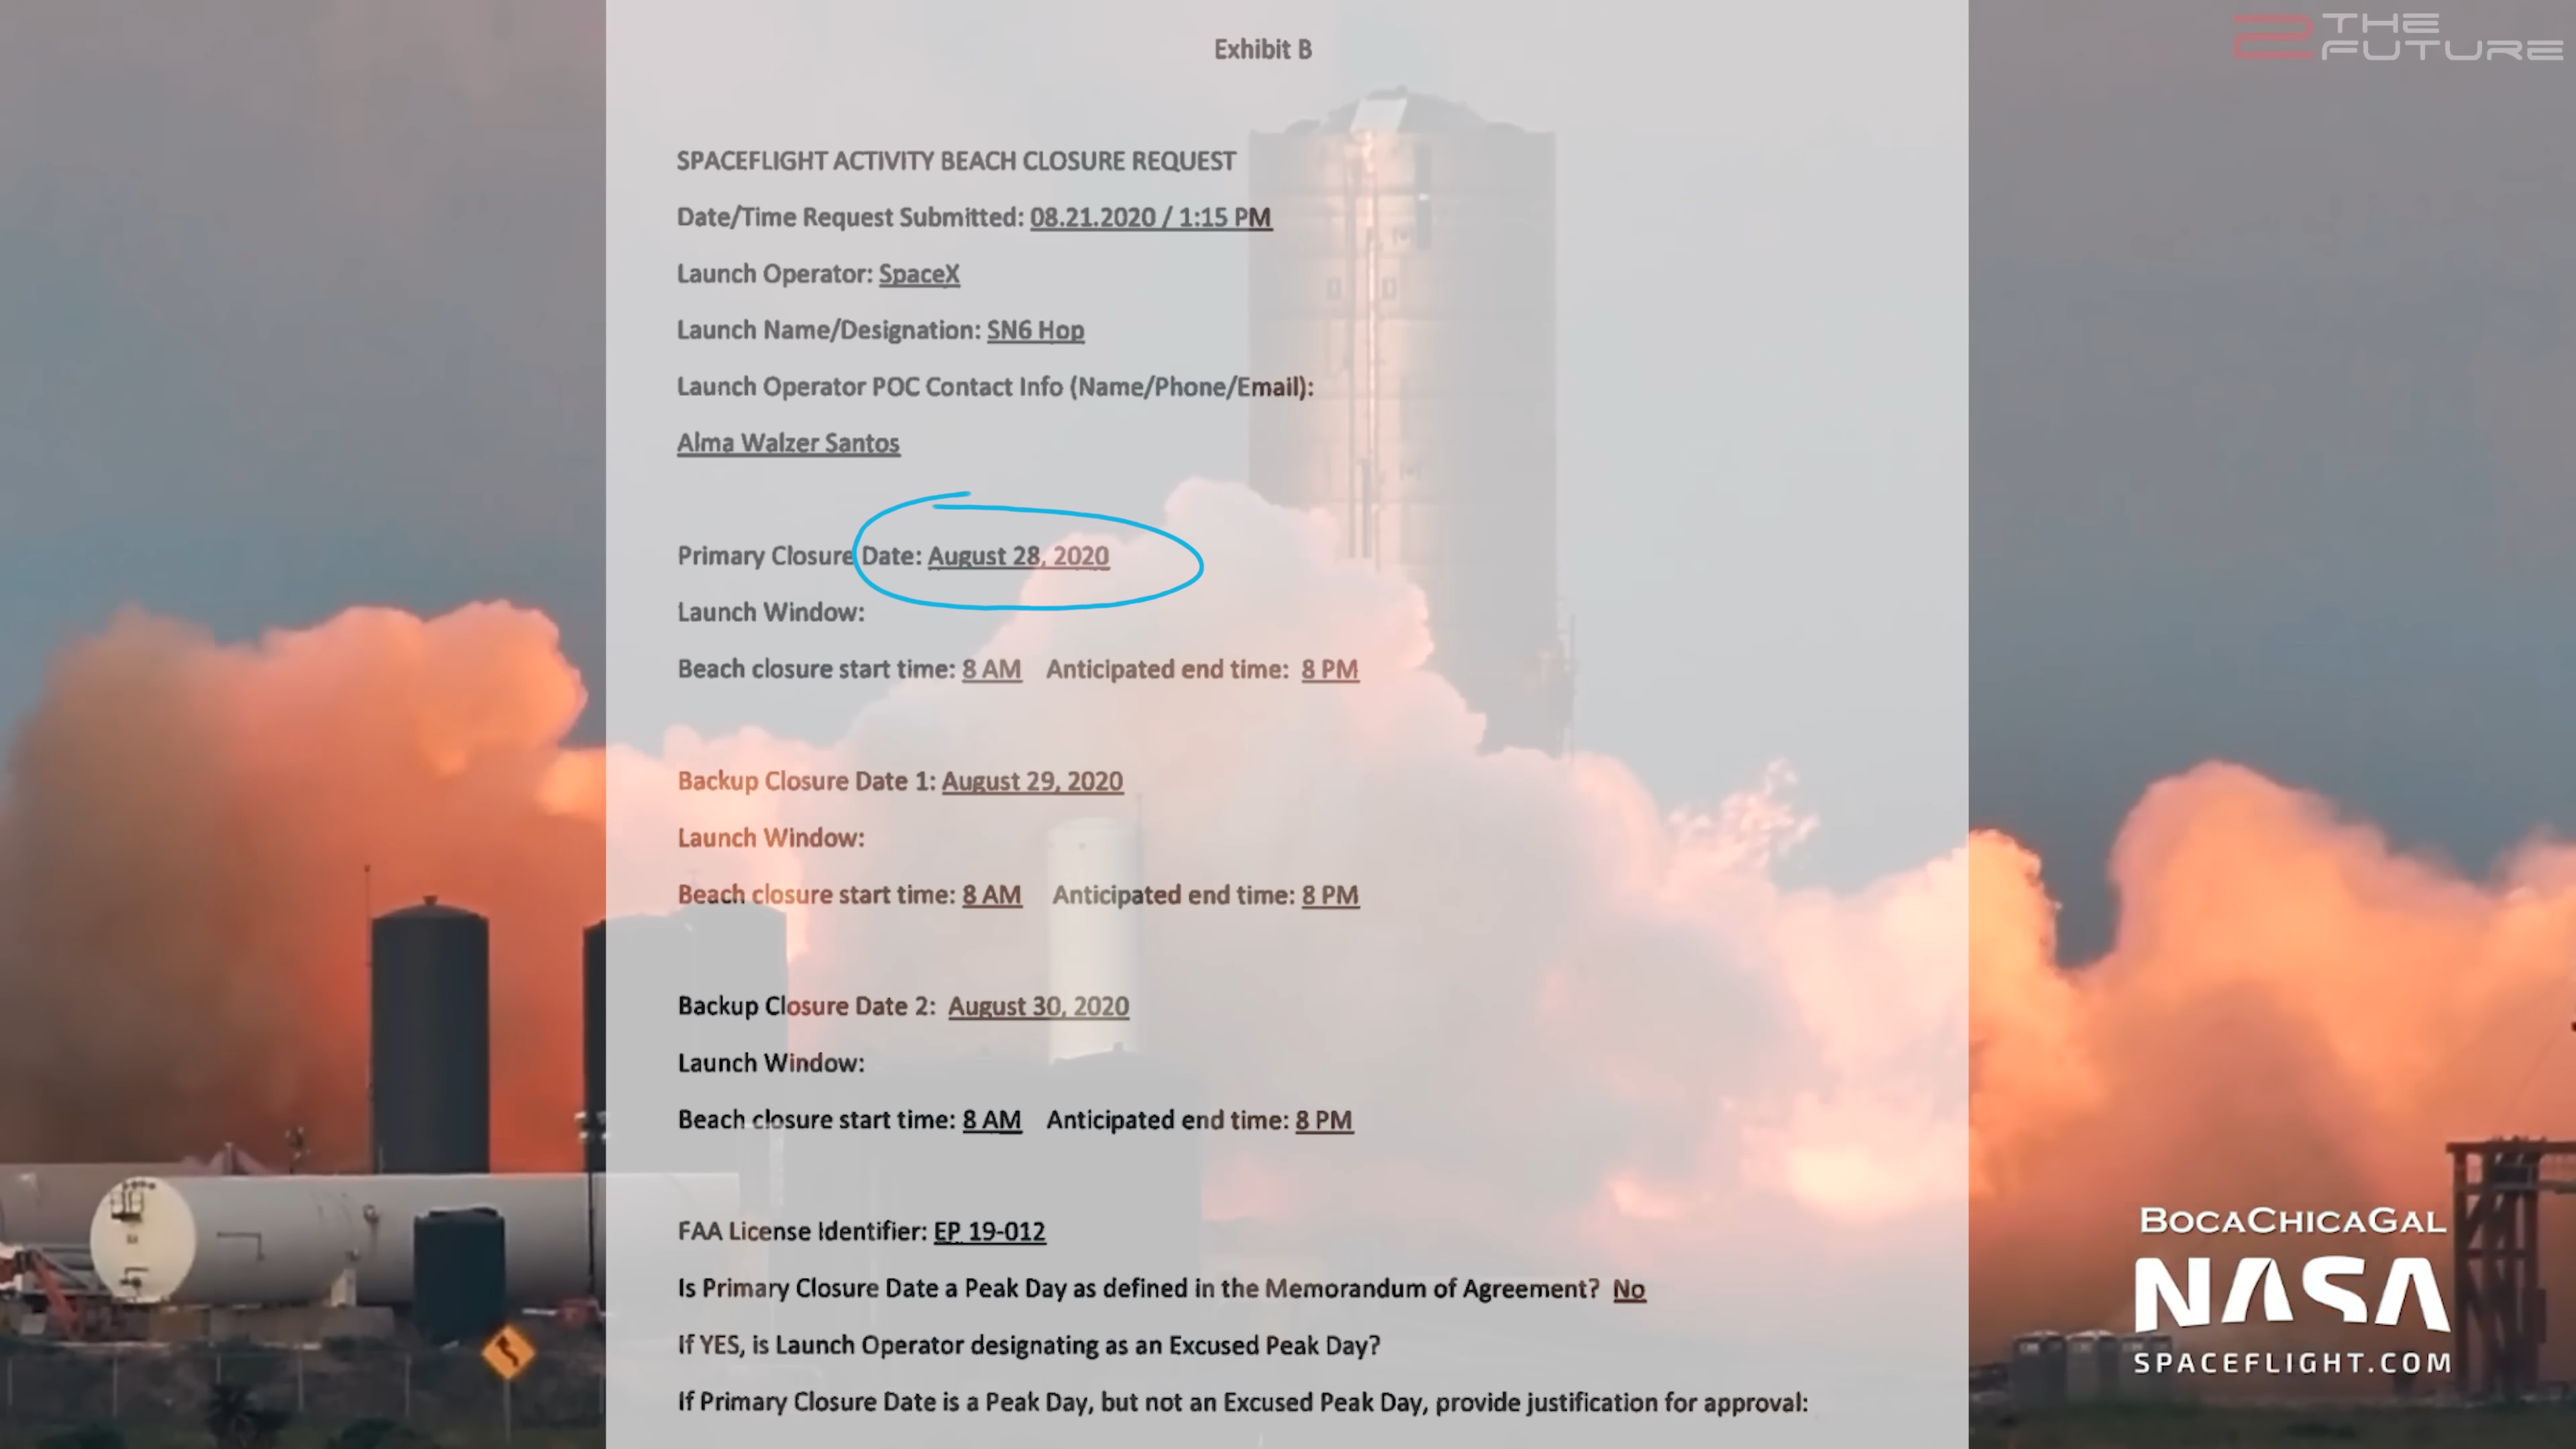 2 THE
FUTURE
Exhibit B
SPACEFLIGHT ACTIVITY BEACH CLOSURE REQUEST
Date/Time Request Submitted: 08.21.2020 / 1:15 PM
Launch Operator: SpaceX
Launch Name/Designation: SN6 Hop
Launch Operator POC Contact Info (Name/Phone/Email):
Alma Walzer Santos
Primary Closure Date: August 28, 2020
Launch Window:
Beach closure start time: 8 AM Anticipated end time: 8 PM
Backup Closure Date 1: August 29, 2020
Launch Window:
Beach closure start time: 8 AM Anticipated end time: 8 PM
Backup Closure Date 2: August 30, 2020
Launch Window:
Beach closure start time: 8 AM Anticipated end time: 8 PM
FAA License Identifier: EP 19-012
Is Primary Closure Date a Peak Day as defined in the Memorandum of Agreement? No
If YES, is Launch Operator designating as an Excused Peak Day?
If Primary Closure Date is a Peak Day, but not an Excused Peak Day, provide justification for approval:
BOCACHICAGAL
NASA
SPACEFLIGHT.COM